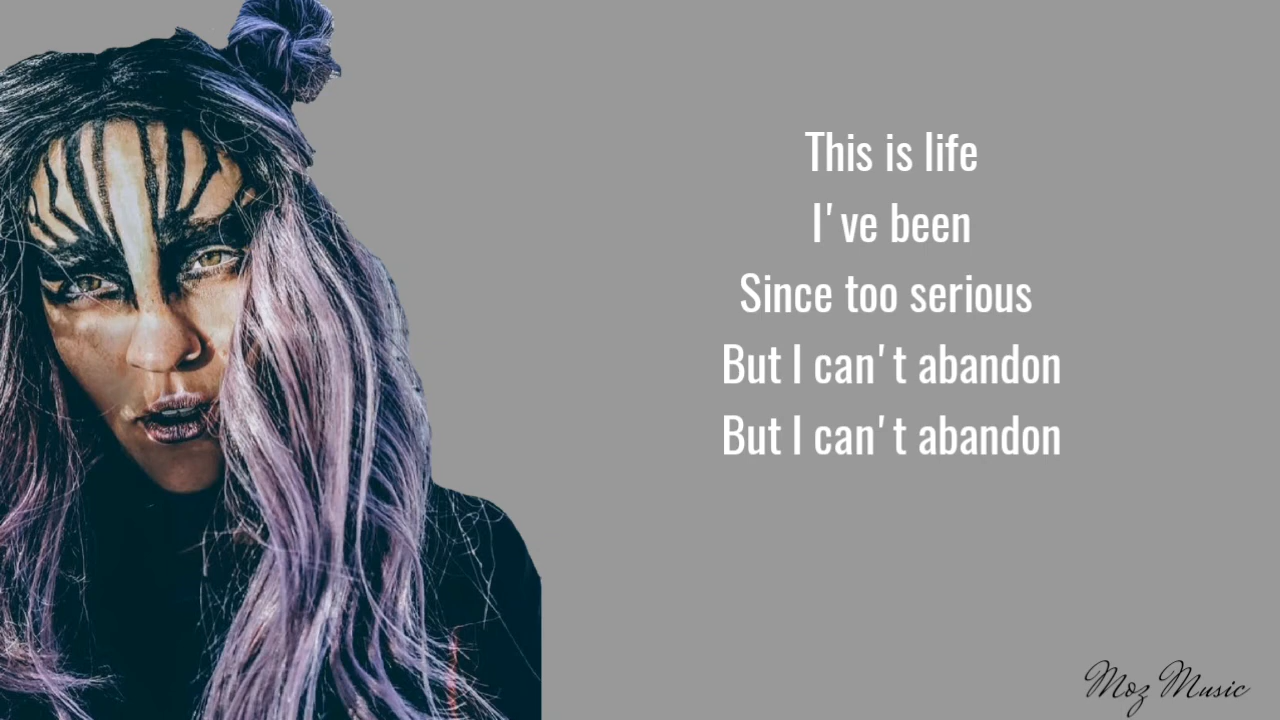 This is life
I've been
Since too serious
But I can't abandon
But I can't abandon
Moz Music